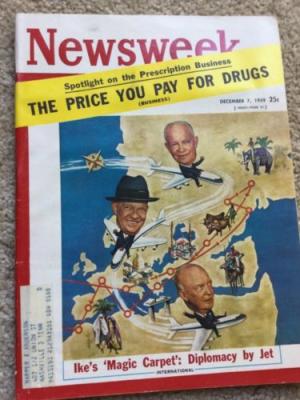 Newsweek
Spotlight on the Prescription Business
THE PRICE YOU PAY FOR DRUGS
(BUSINESS)
DECEMBER 7, 1959 25c
Ike's 'Magic Carpet': Diplomacy by Jet
INTERNATIONAL